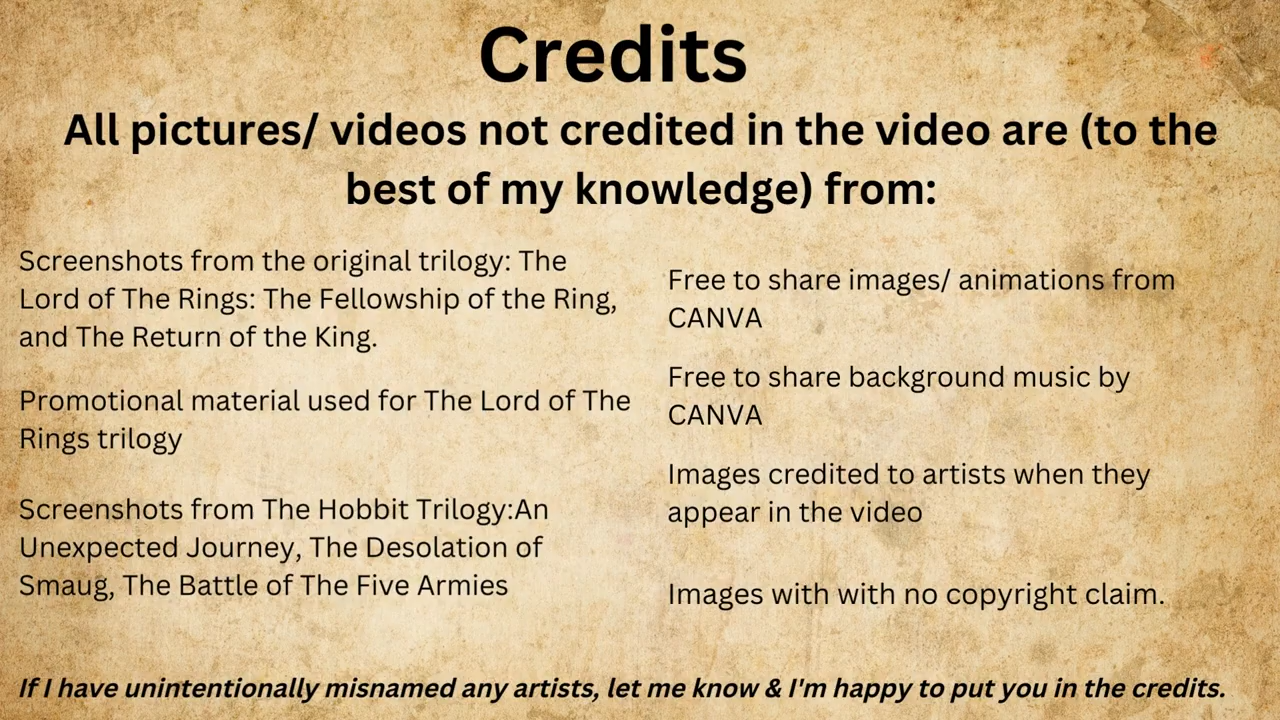 Credits
All pictures/ videos not credited in the video are (to the
best of my knowledge) from:
Screenshots from the original trilogy: The
Lord of The Rings: The Fellowship of the Ring,
and The Return of the King.
Promotional material used for The Lord of The
Rings trilogy
Screenshots from The Hobbit Trilogy:An
Unexpected Journey, The Desolation of
Smaug, The Battle of The Five Armies
Free to share images/ animations from
CANVA
Free to share background music by
CANVA
Images credited to artists when they
appear in the video
Images with with no copyright claim.
If I have unintentionally misnamed any artists, let me know & I'm happy to put you in the credits.